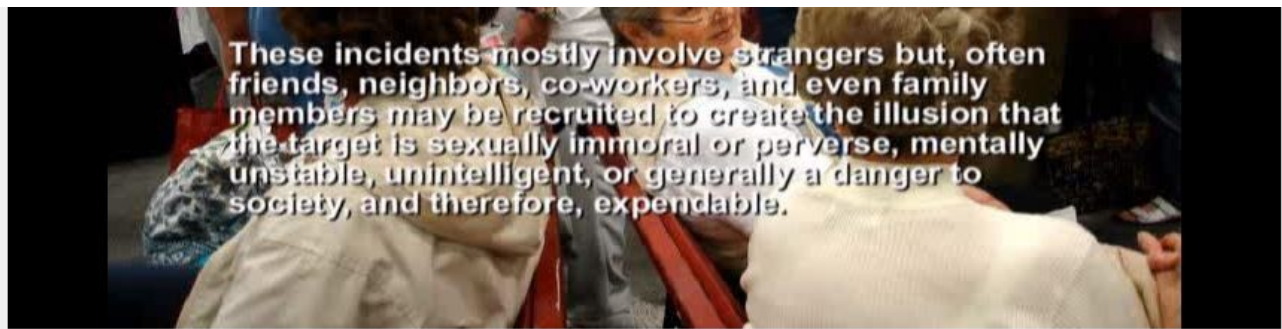 These incidents mostly involve strangers but, often
friends, neighbors, co-workers, and even family
members may be recruited to create the illusion that
the target is sexually immoral or perverse, mentally
unstable, unintelligent, or generally a danger to
society, and therefore, expendable.